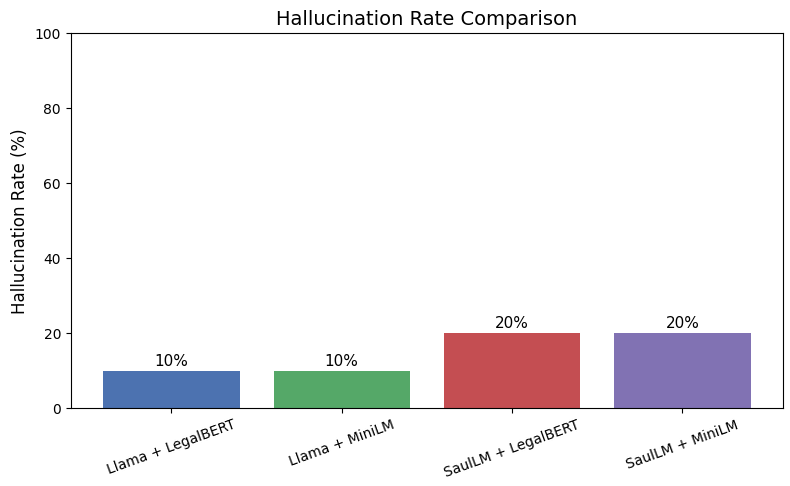 Hallucination Rate Comparison
Hallucination Rate (%)
100
80
60
40
20
0
10%
10%
20%
20%
Llama + LegalBERT
Llama + MiniLM
SaulLM + LegalBERT
SaulLM + MiniLM